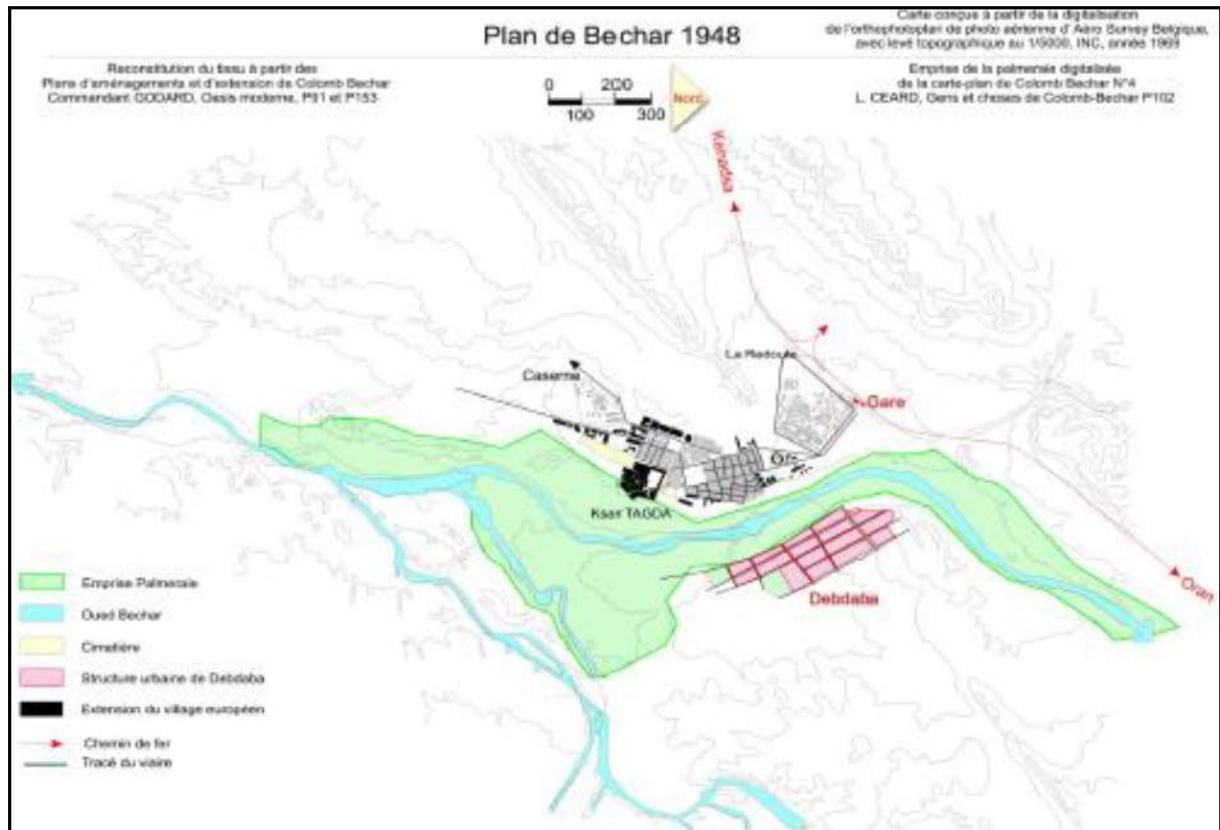 Plan de Bechar 1948
Carte conçue à partir de la digitalisation
de l'orthophotoplan de photo aérienne d'Aéro Survey Belgique,
avec levé topographique au 1/5000, INC, année 1969
Reconstitution du tissu à partir des
Plans d'aménagements et d'extension de Colomb Bechar
Commandant GODARD, Oasis moderne, P91 et P153
Emprise de la palmeraie digitalisée
de la carte-plan de Colomb Bechar N°4
L. CEARD, Gens et choses de Colomb-Bechar P102
0 200
100 300
Nord
Kenadsa
La Redoute
Caserne
Gare
Ksar TAGDA
Debdaba
Oran
Emprise Palmeraie
Oued Bechar
Cimetière
Structure urbaine de Debdaba
Extension du village européen
Chemin de fer
Tracé du viaire